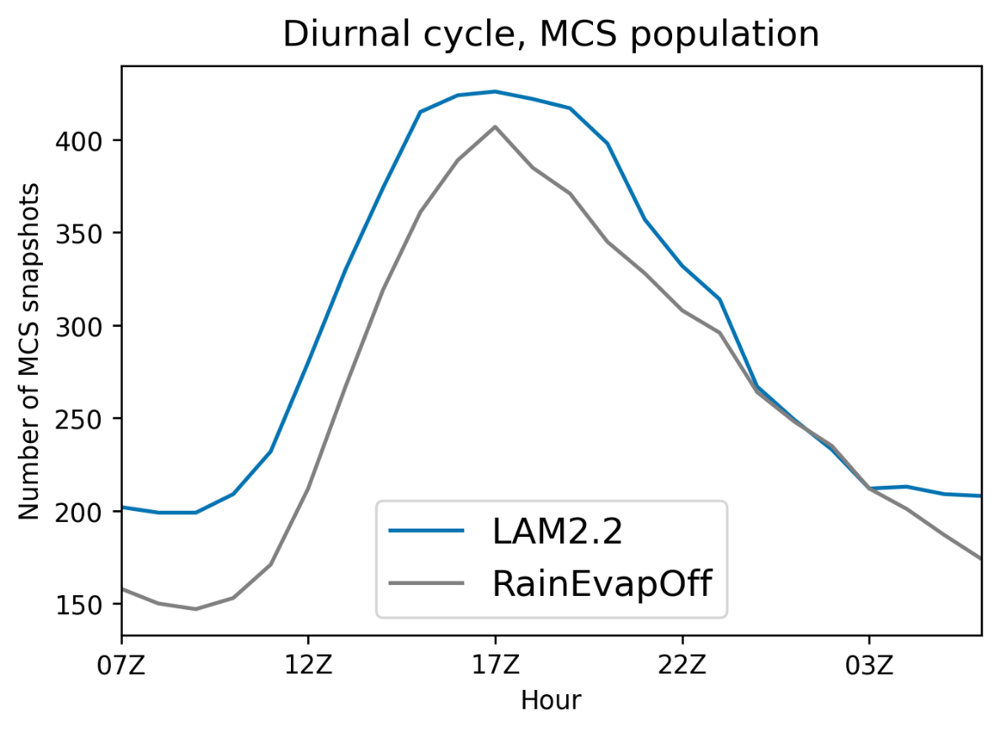 Diurnal cycle, MCS population
Number of MCS snapshots
400
350
300
250
200
150
LAM2.2
RainEvapOff
07Z 12Z 17Z 22Z 03Z
Hour